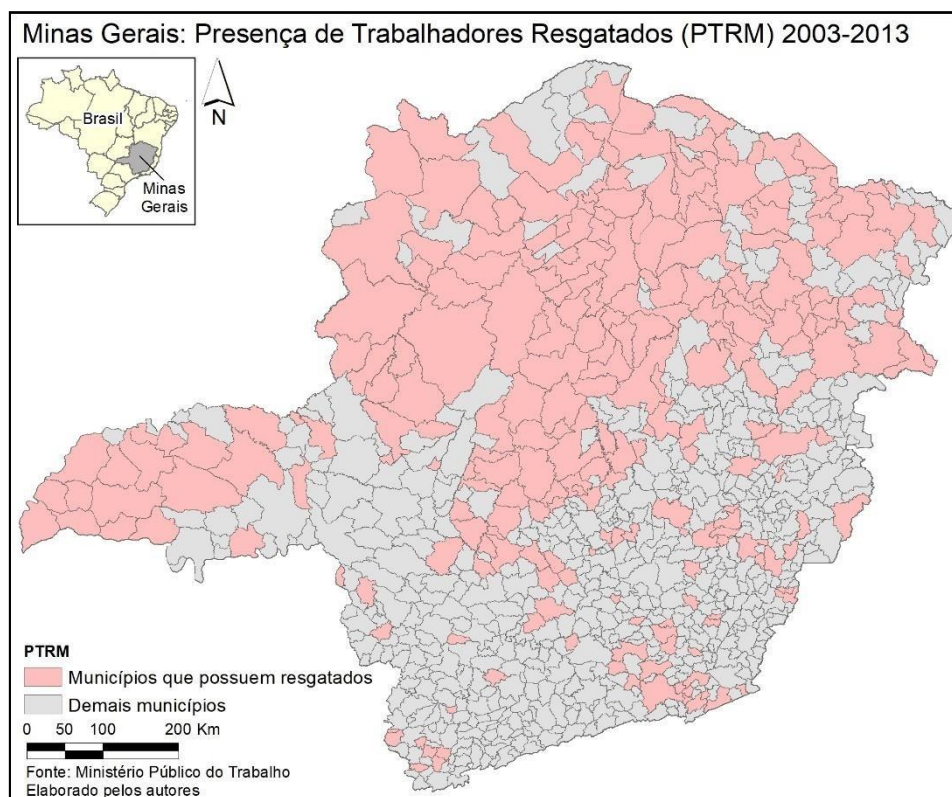 Minas Gerais: Presença de Trabalhadores Resgatados (PTRM) 2003-2013
Brasil
Minas
Gerais
N
PTRM
Municípios que possuem resgatados
Demais municípios
0 50 100 200 Km
Fonte: Ministério Público do Trabalho
Elaborado pelos autores